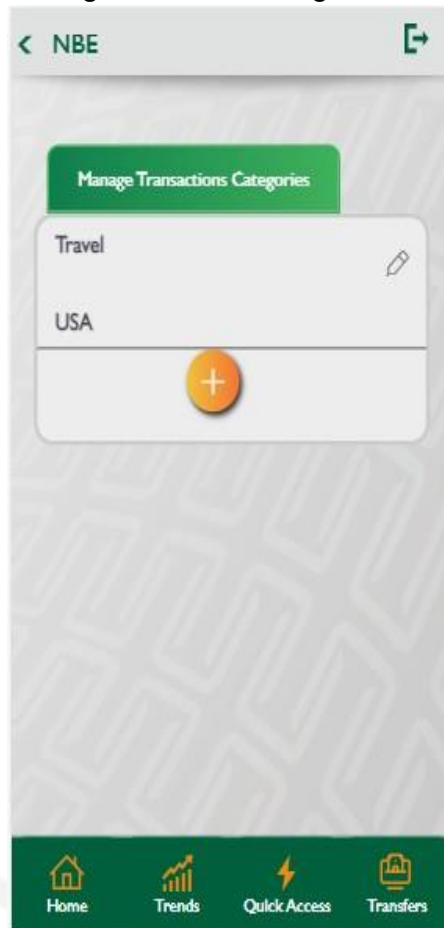 NBE
Manage Transactions Categories
Travel
USA
Home Trends Quick Access Transfers